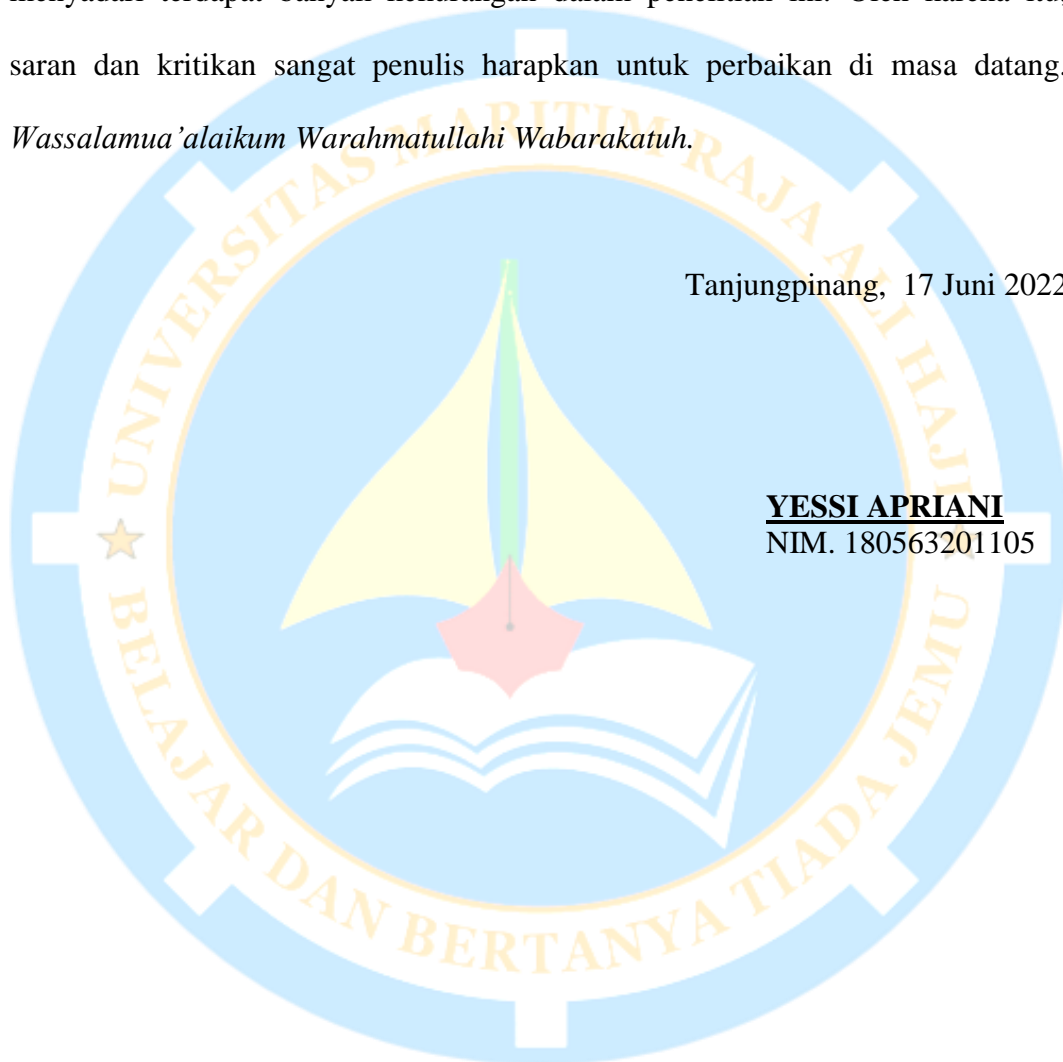 saran dan kritikan sangat penulis harapkan untuk perbaikan di masa datang.
Wassalamua’alaikum Warahmatullahi Wabarakatuh.
Tanjungpinang, 17 Juni 2022
YESSI APRIANI
NIM. 180563201105
UNIVERSITAS MARITIM RAJA ALI HAJI
BELAJAR DAN BERTANYA TIADA JEMU